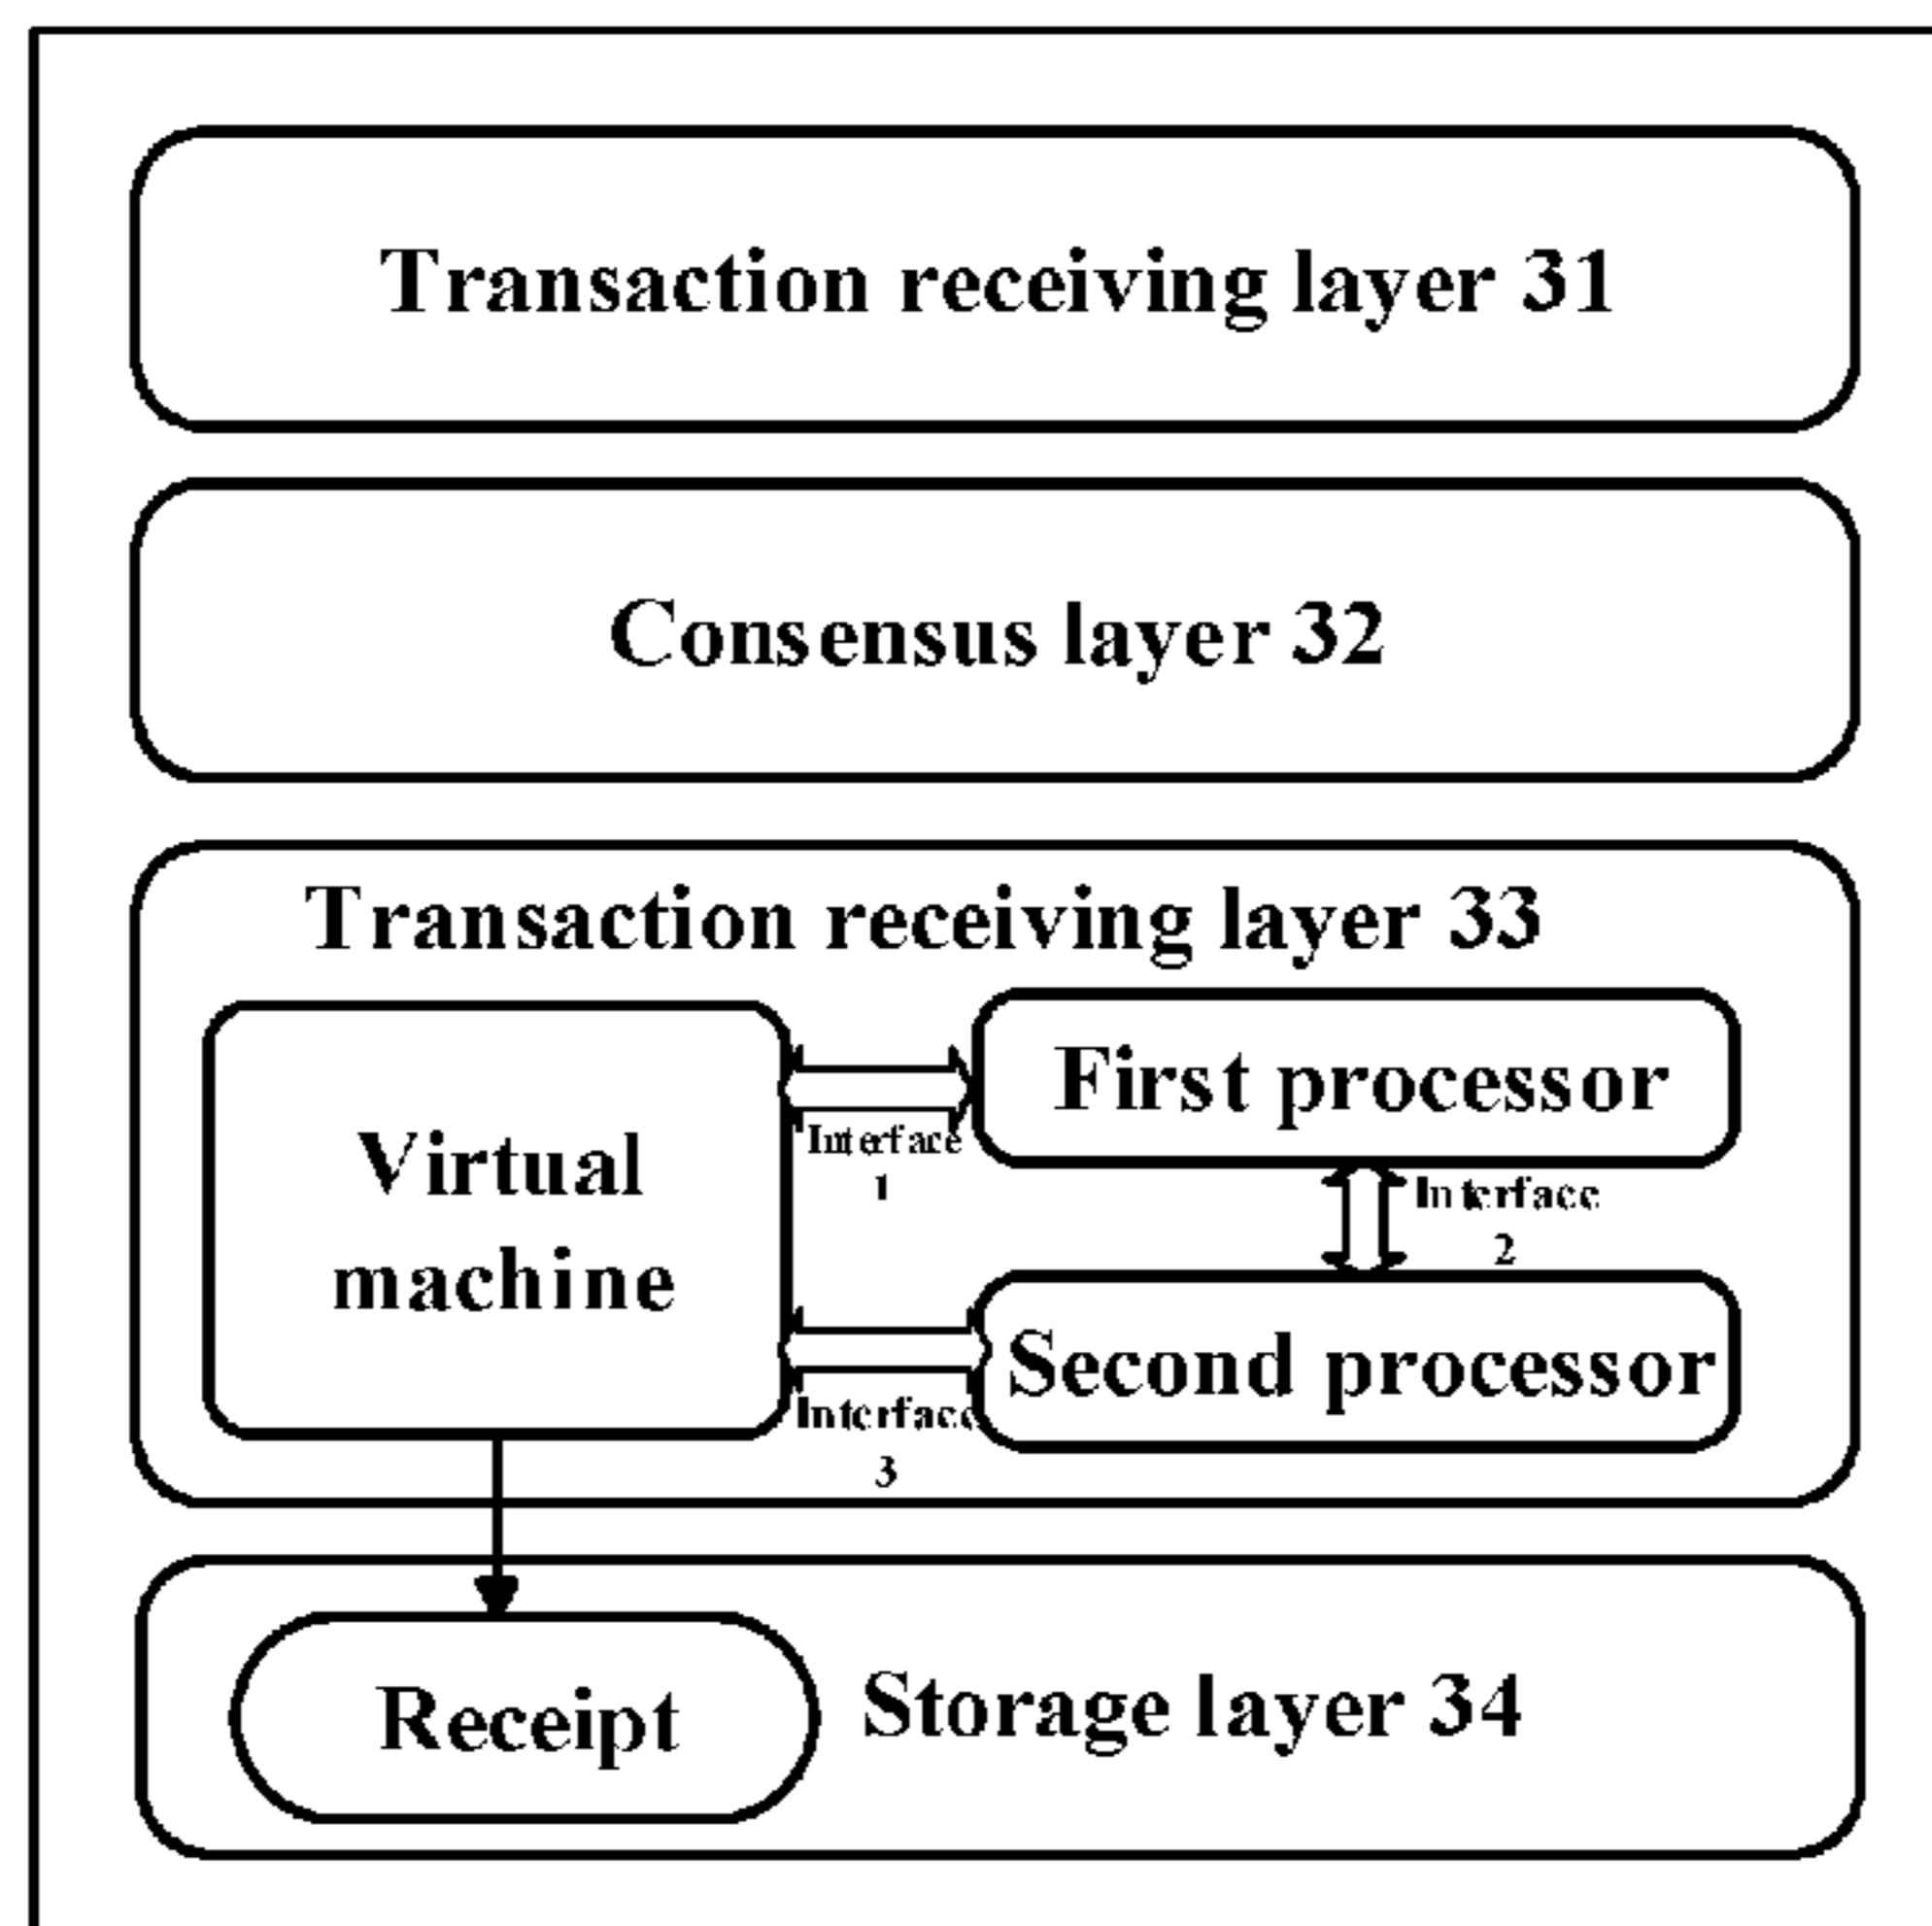 Transaction receiving layer 31
Consensus layer 32
Transaction receiving layer 33
Virtual
machine
Interface
1
First processor
Interface
2
Second processor
Interface
3
Receipt
Storage layer 34